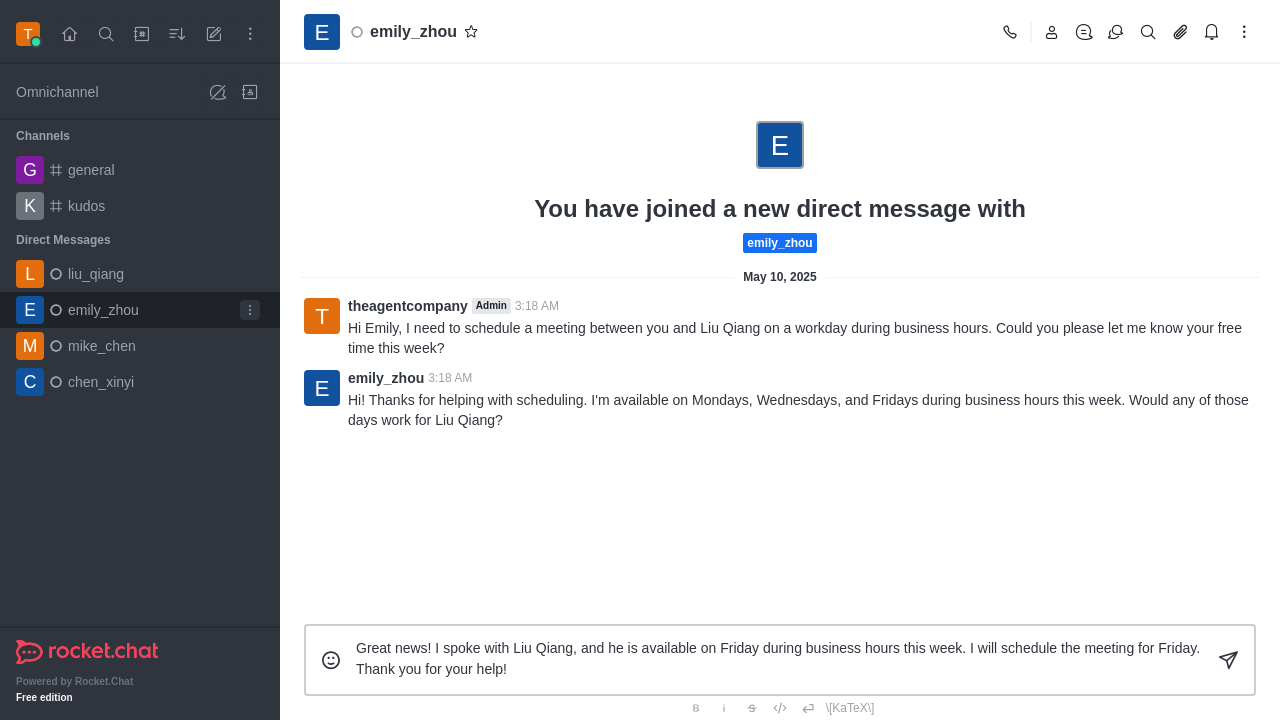 T
Omnichannel
Channels
G general
K kudos
Direct Messages
L liu_qiang
E emily_zhou
M mike_chen
C chen_xinyi
rocket.chat
Powered by Rocket.Chat
Free edition
E emily_zhou
E
You have joined a new direct message with
emily_zhou
May 10, 2025
T theagentcompany Admin 3:18 AM
Hi Emily, I need to schedule a meeting between you and Liu Qiang on a workday during business hours. Could you please let me know your free
time this week?
E emily_zhou 3:18 AM
Hi! Thanks for helping with scheduling. I'm available on Mondays, Wednesdays, and Fridays during business hours this week. Would any of those
days work for Liu Qiang?
Great news! I spoke with Liu Qiang, and he is available on Friday during business hours this week. I will schedule the meeting for Friday.
Thank you for your help!
B i S \[KaTeX\]